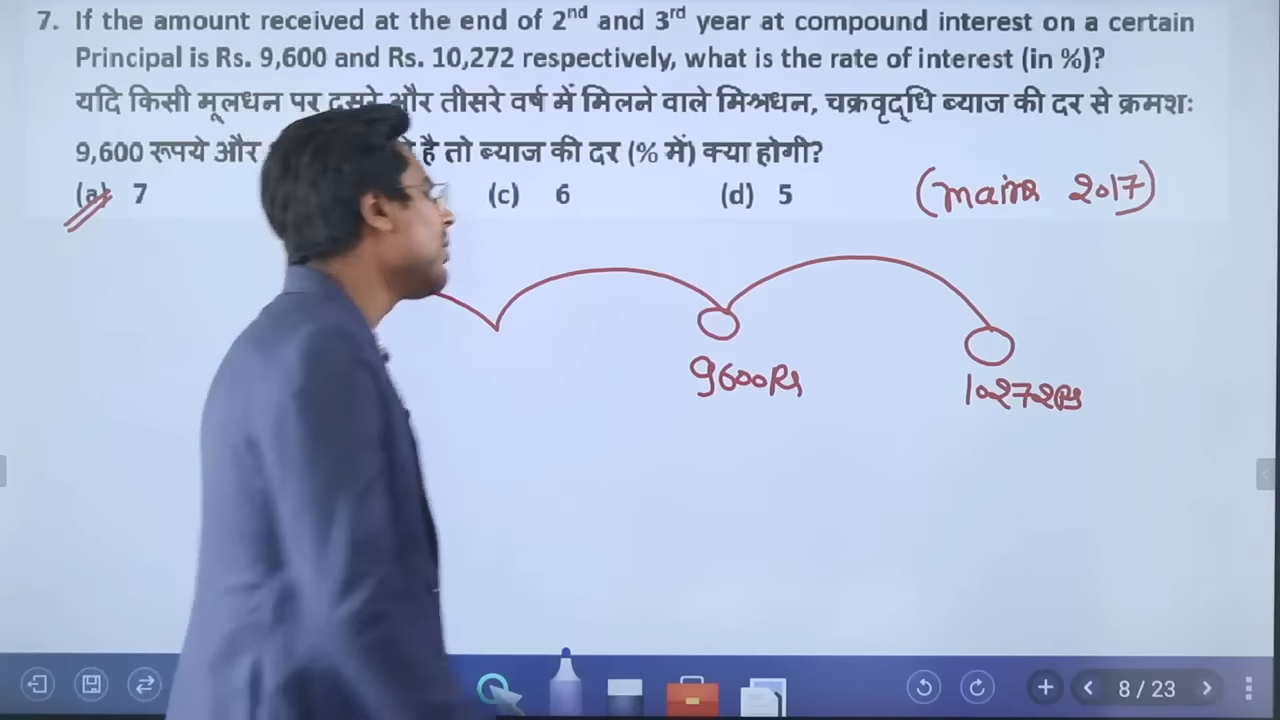 7. If the amount received at the end of 2nd and 3rd year at compound interest on a certain
Principal is Rs. 9,600 and Rs. 10,272 respectively, what is the rate of interest (in %)?
यदि किसी मूलधन पर दूसरे और तीसरे वर्ष में मिलने वाले मिश्रधन, चक्रवृद्धि ब्याज की दर से क्रमशः
9,600 रूपये और है तो ब्याज की दर (% में) क्या होगी?
(a) 7 (c) 6 (d) 5 (mains 2017)
9600Rs 10272Rs
8 / 23